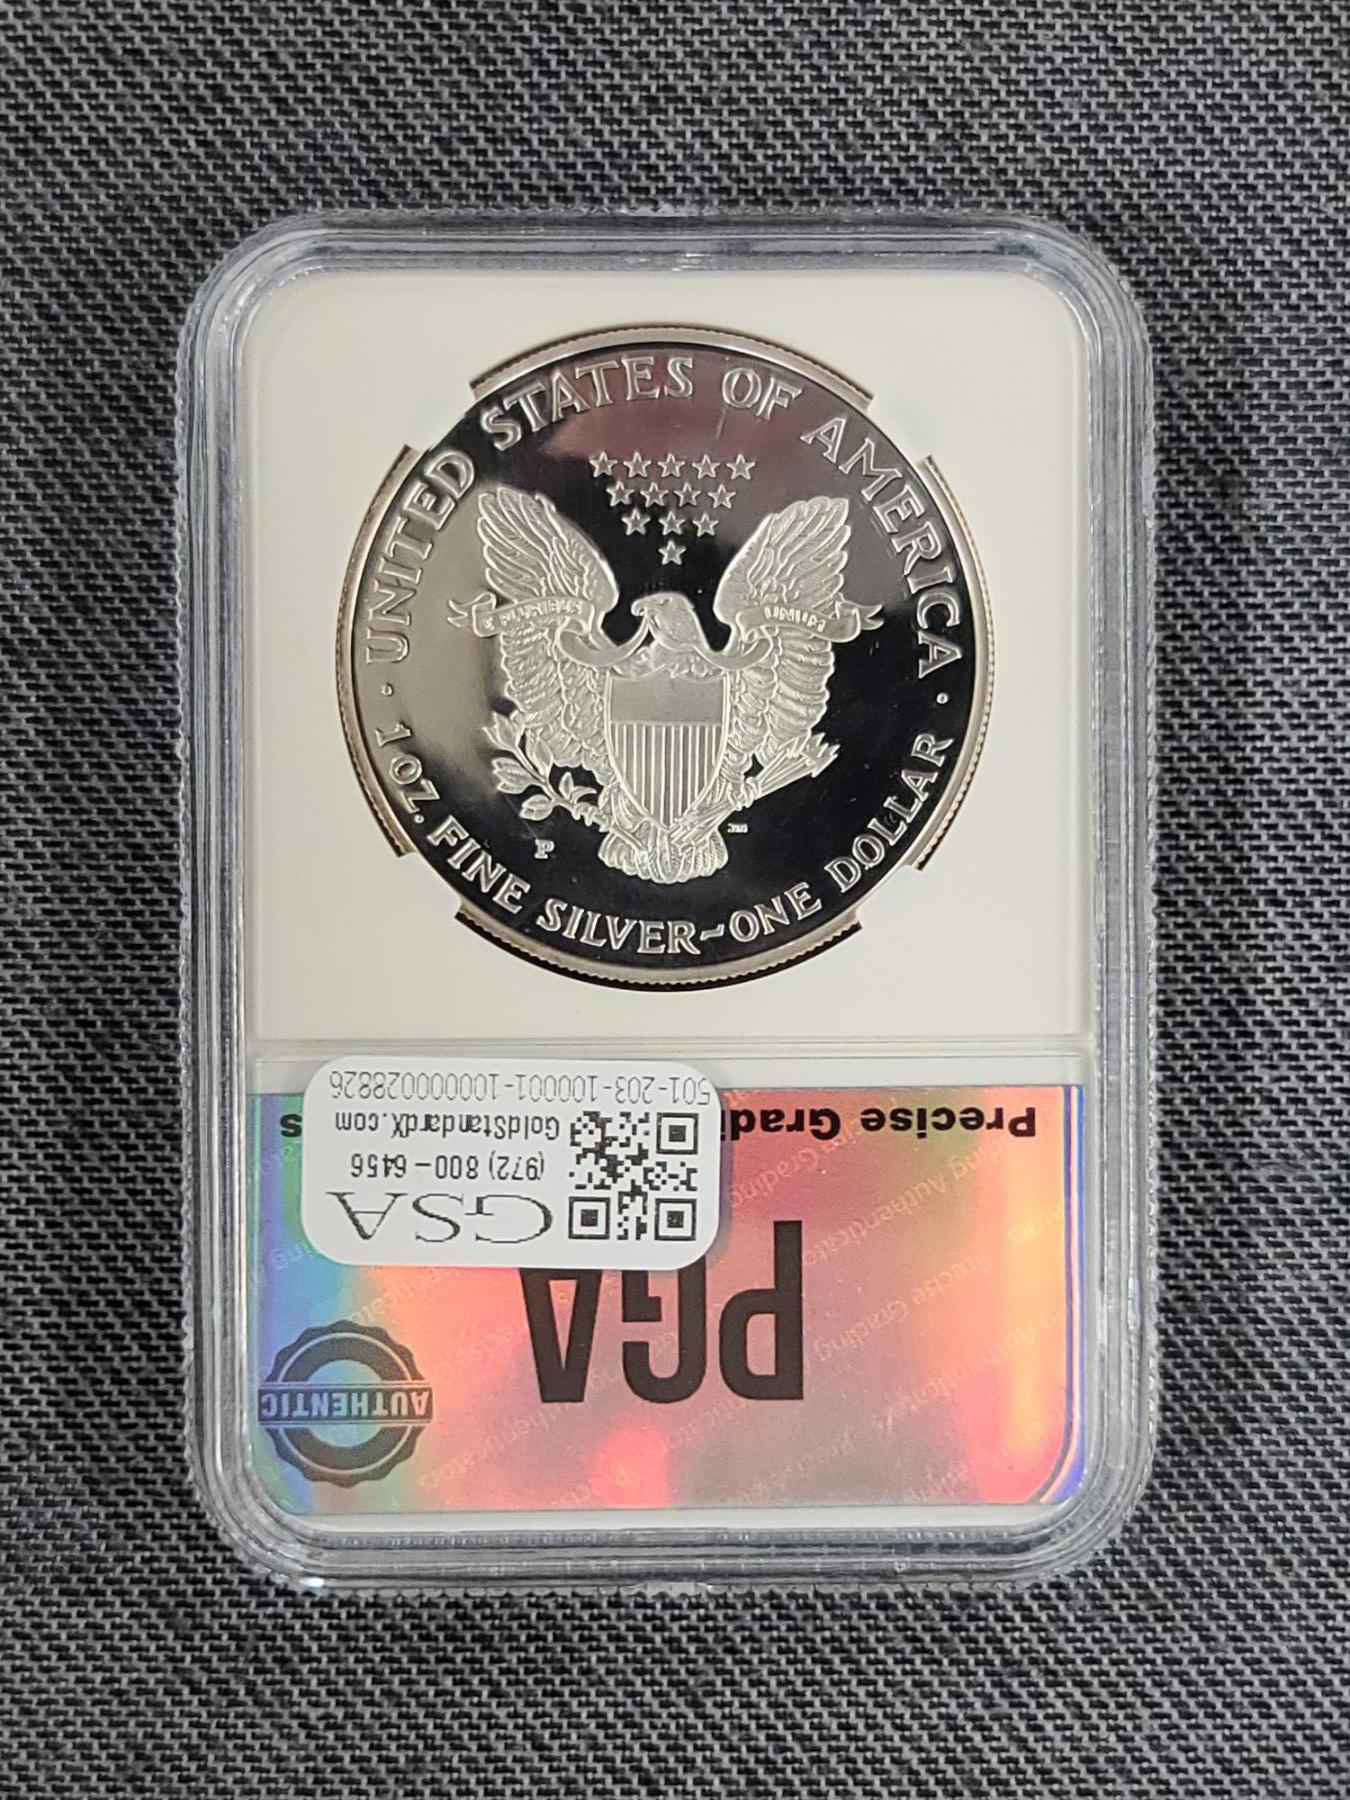 UNITED STATES OF AMERICA
E PLURIBUS
UNUM
P
1 OZ. FINE SILVER~ONE DOLLAR
501-203-100001-10000028826
GoldStandardX.com
(972) 800-6456
GSA
Precise Gradi
s
PGA
AUTHENTIC